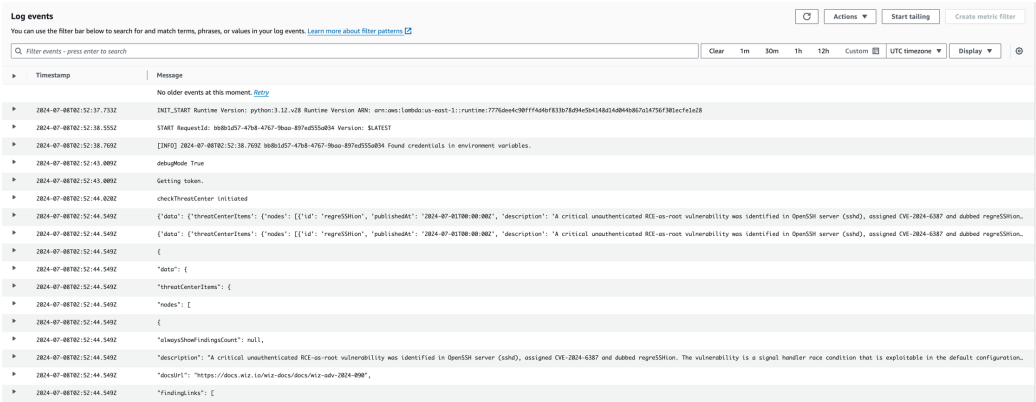 Log events
Actions ▼
Start tailing
Create metric filter
You can use the filter bar below to search for and match terms, phrases, or values in your log events. Learn more about filter patterns
Filter events - press enter to search
Clear 1m 30m 1h 12h Custom UTC timezone ▼ Display ▼
Timestamp Message
No older events at this moment. Retry
2024-07-08T02:52:37.733Z INIT_START Runtime Version: python:3.12.v28 Runtime Version ARN: arn:aws:lambda:us-east-1::runtime:7776dee4c90fff4d4bf833b78d94e5b4148d14d044b867a14756f301ecfe1e28
2024-07-08T02:52:38.555Z START RequestId: bb8b1d57-47b8-4767-9baa-897ed555a034 Version: $LATEST
2024-07-08T02:52:38.769Z [INFO] 2024-07-08T02:52:38.769Z bb8b1d57-47b8-4767-9baa-897ed555a034 Found credentials in environment variables.
2024-07-08T02:52:43.009Z debugMode True
2024-07-08T02:52:43.009Z Getting token.
2024-07-08T02:52:44.020Z checkThreatCenter initiated
2024-07-08T02:52:44.549Z {'data': {'threatCenterItems': {'nodes': [{'id': 'regreSSHion', 'publishedAt': '2024-07-01T00:00:00Z', 'description': 'A critical unauthenticated RCE-as-root vulnerability was identified in OpenSSH server (sshd), assigned CVE-2024-6387 and dubbed regreSSHion…
2024-07-08T02:52:44.549Z {'data': {'threatCenterItems': {'nodes': [{'id': 'regreSSHion', 'publishedAt': '2024-07-01T00:00:00Z', 'description': 'A critical unauthenticated RCE-as-root vulnerability was identified in OpenSSH server (sshd), assigned CVE-2024-6387 and dubbed regreSSHion…
2024-07-08T02:52:44.549Z {
2024-07-08T02:52:44.549Z "data": {
2024-07-08T02:52:44.549Z "threatCenterItems": {
2024-07-08T02:52:44.549Z "nodes": [
2024-07-08T02:52:44.549Z {
2024-07-08T02:52:44.549Z "alwaysShowFindingsCount": null,
2024-07-08T02:52:44.549Z "description": "A critical unauthenticated RCE-as-root vulnerability was identified in OpenSSH server (sshd), assigned CVE-2024-6387 and dubbed regreSSHion. The vulnerability is a signal handler race condition that is exploitable in the default configuration…
2024-07-08T02:52:44.549Z "docsUrl": "https://docs.wiz.io/wiz-docs/docs/wiz-adv-2024-090",
2024-07-08T02:52:44.549Z "findingLinks": [